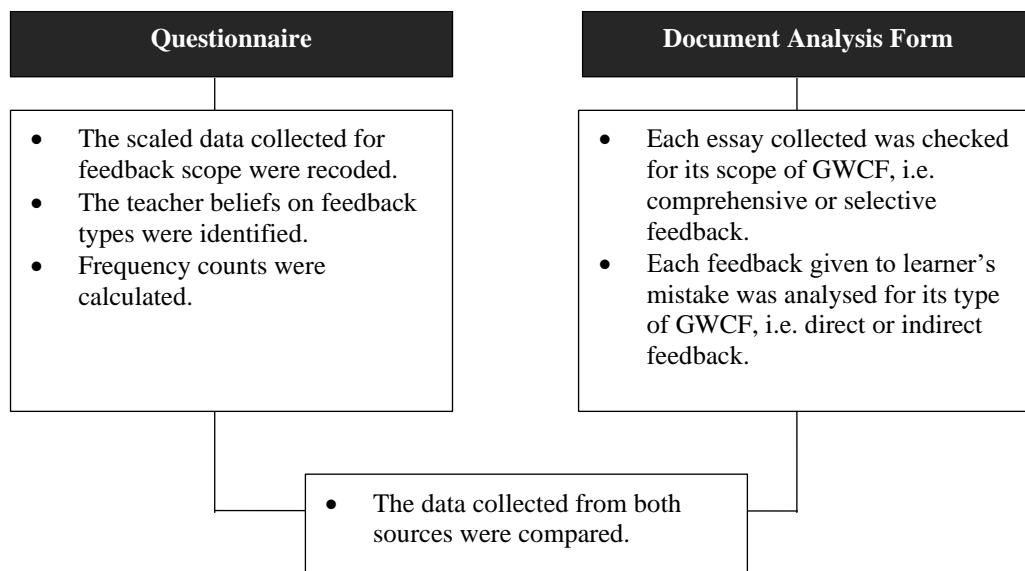 Questionnaire
• The scaled data collected for
feedback scope were recoded.
• The teacher beliefs on feedback
types were identified.
• Frequency counts were
calculated.
Document Analysis Form
• Each essay collected was checked
for its scope of GWCF, i.e.
comprehensive or selective
feedback.
• Each feedback given to learner’s
mistake was analysed for its type
of GWCF, i.e. direct or indirect
feedback.
• The data collected from both
sources were compared.